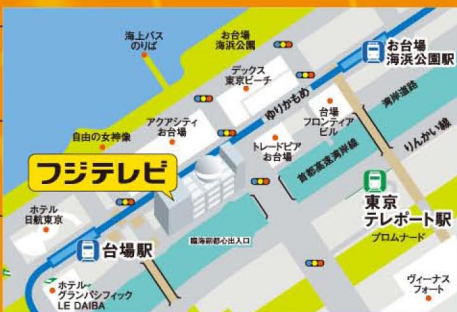 海上バス
のりば
お台場
海浜公園
お台場
海浜公園駅
デックス
東京ビーチ
ゆりかもめ
湾岸道路
アクアシティ
お台場
台場
フロンティア
ビル
りんかい線
自由の女神像
トレードピア
お台場
首都高速湾岸線
フジテレビ
東京
テレポート駅
ホテル
日航東京
プロムナード
台場駅
臨海副都心出入口
ホテル
グランパシフィック
LE DAIBA
ヴィーナス
フォート